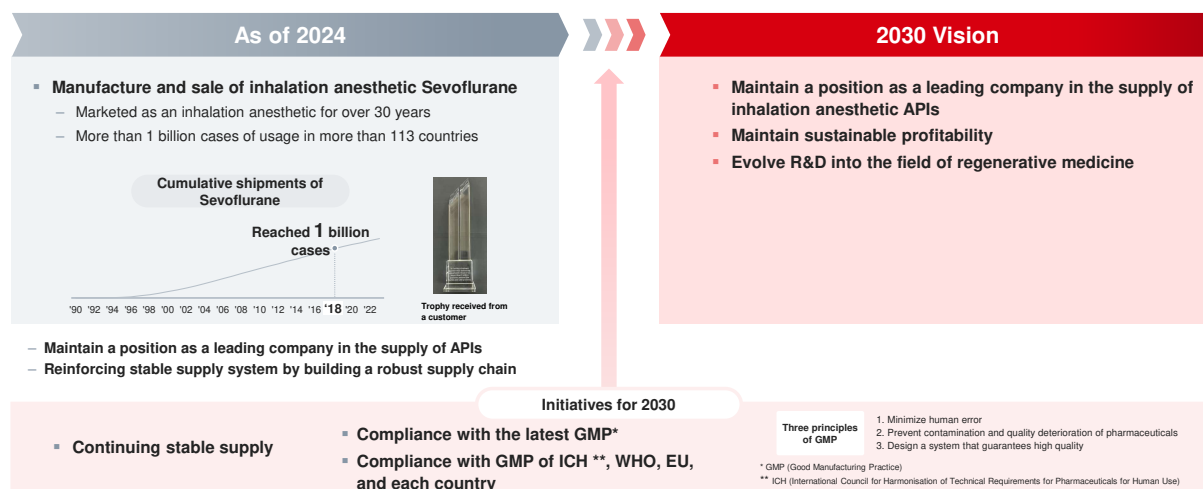 As of 2024
2030 Vision
▪ Manufacture and sale of inhalation anesthetic Sevoflurane
– Marketed as an inhalation anesthetic for over 30 years
– More than 1 billion cases of usage in more than 113 countries
Cumulative shipments of
Sevoflurane
Reached 1 billion
cases
'90 '92 '94 '96 '98 '00 '02 '04 '06 '08 '10 '12 '14 '16 '18 '20 '22
Trophy received from
a customer
– Maintain a position as a leading company in the supply of APIs
– Reinforcing stable supply system by building a robust supply chain
▪ Maintain a position as a leading company in the supply of
inhalation anesthetic APIs
▪ Maintain sustainable profitability
▪ Evolve R&D into the field of regenerative medicine
Initiatives for 2030
▪ Continuing stable supply
▪ Compliance with the latest GMP*
▪ Compliance with GMP of ICH **, WHO, EU,
and each country
Three principles
of GMP
1. Minimize human error
2. Prevent contamination and quality deterioration of pharmaceuticals
3. Design a system that guarantees high quality
* GMP (Good Manufacturing Practice)
** ICH (International Council for Harmonisation of Technical Requirements for Pharmaceuticals for Human Use)